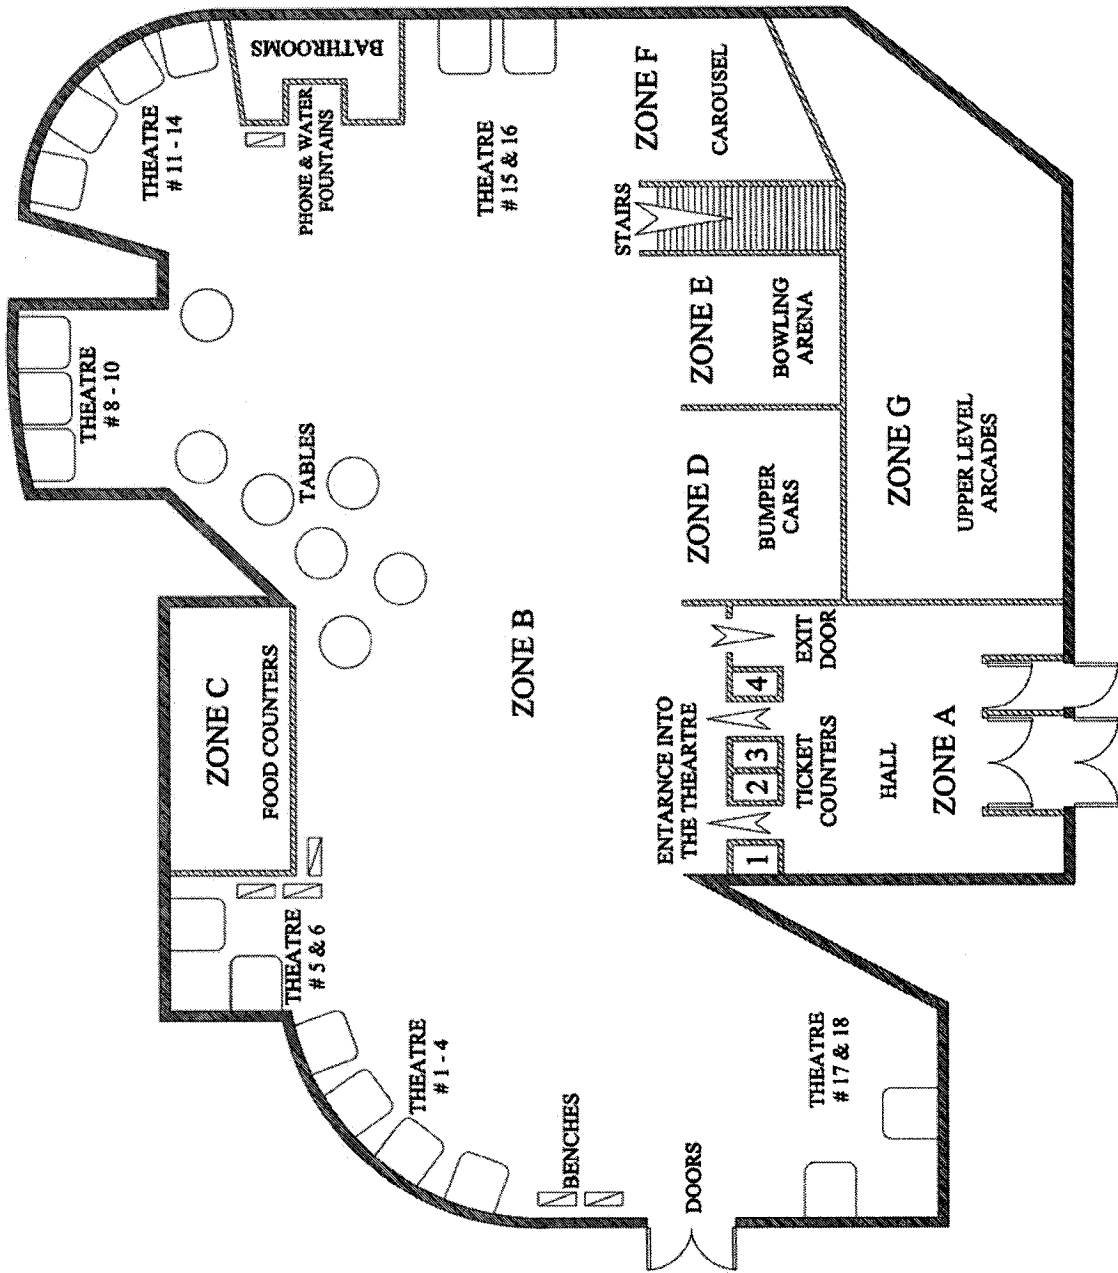 THEATRE
# 8 - 10
THEATRE
# 11 - 14
ZONE C
FOOD COUNTERS
BATHROOMS
PHONE & WATER
FOUNTAINS
THEATRE
# 5 & 6
TABLES
THEATRE
# 1 - 4
THEATRE
# 15 & 16
ZONE B
BENCHES
STAIRS
ZONE F
CAROUSEL
ENTARNCE INTO
THE THEARTRE
DOORS
ZONE D
BUMPER
CARS
ZONE E
BOWLING
ARENA
1
2
3
4
TICKET
COUNTERS
EXIT
DOOR
THEATRE
# 17 & 18
HALL
ZONE A
ZONE G
UPPER LEVEL
ARCADES